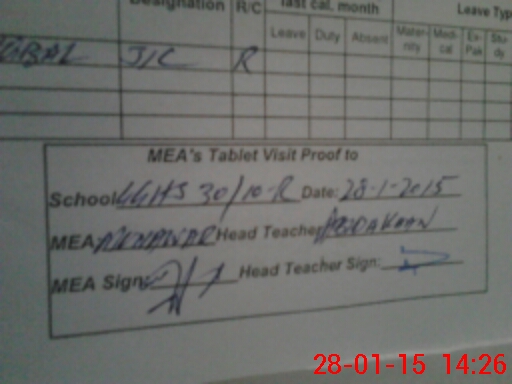 Designation R/C last cal. month Leave Typ
Leave Duty Absent Mater- nity Medi- cal Ex- Pak Stu- dy
J/C R
MEA's Tablet Visit Proof to
School GGHS 30/10-R Date: 28-1-2015
MEA Head Teacher
MEA Sign: Head Teacher Sign:
28-01-15 14:26